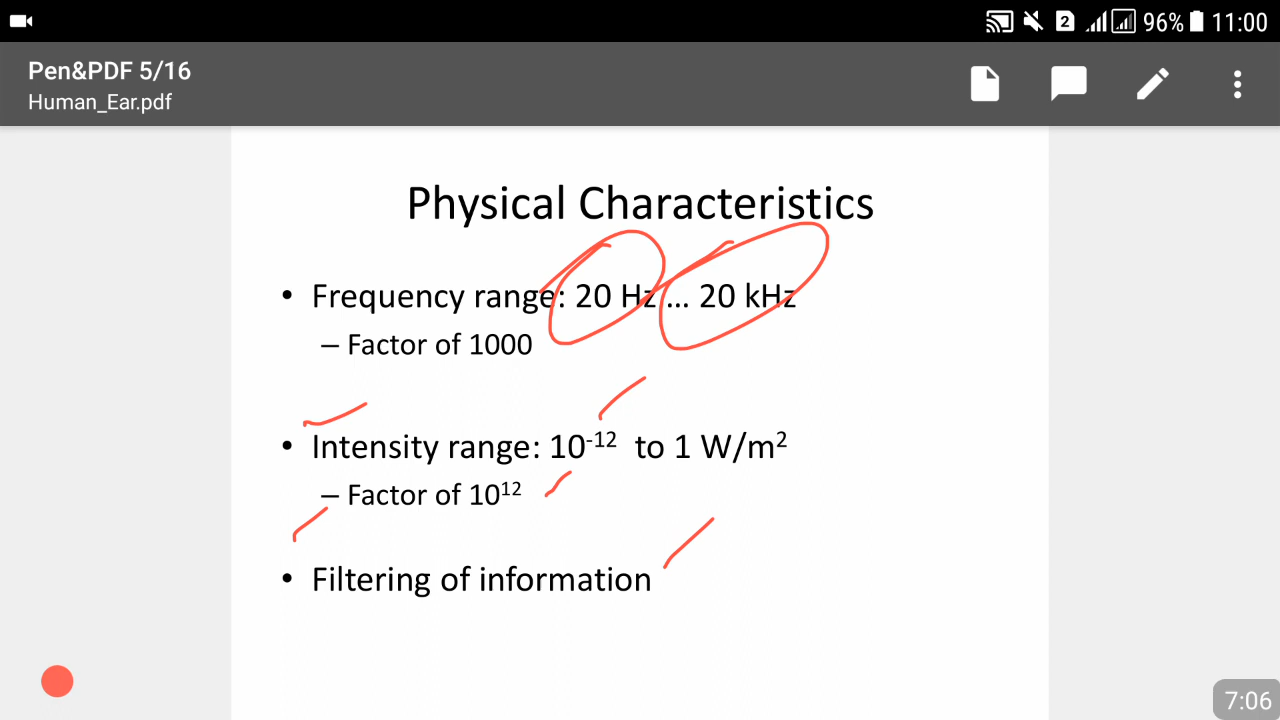 2 96% 11:00
Pen&PDF 5/16
Human_Ear.pdf
Physical Characteristics
• Frequency range: 20 Hz ... 20 kHz
– Factor of 1000
• Intensity range: 10⁻¹² to 1 W/m²
– Factor of 10¹²
• Filtering of information
7:06